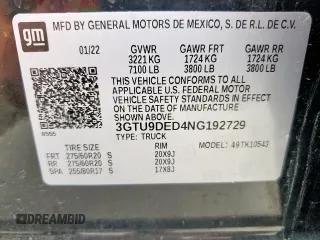 gm
MFD BY GENERAL MOTORS DE MEXICO, S. DE R.L. DE C.V.
01/22 GVWR GAWR FRT GAWR RR
3221 KG 1724 KG 1724 KG
7100 LB 3800 LB 3800 LB
THIS VEHICLE CONFORMS TO ALL
APPLICABLE U.S. FEDERAL MOTOR
VEHICLE SAFETY AND THEFT PREVENTION
STANDARDS IN EFFECT ON THE DATE OF
MANUFACTURE SHOWN ABOVE.
3GTU9DED4NG192729
TYPE: TRUCK MODEL:
TIRE SIZE RIM
FRT 275/60R20 S 20X9J
RR 275/60R20 S 20X9J
SPA 255/80R17 S 17X8J
DREAMBID